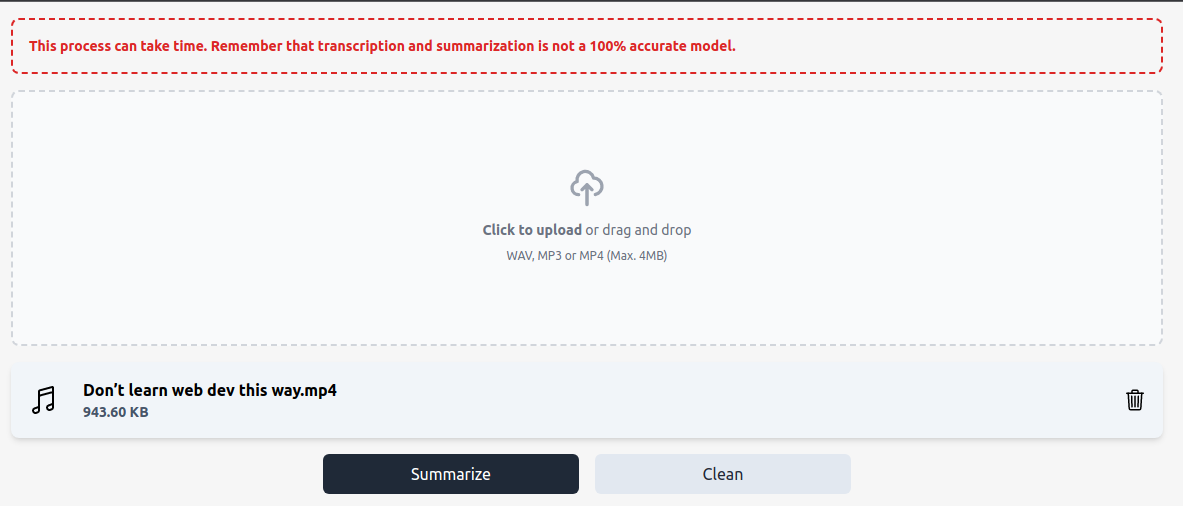 This process can take time. Remember that transcription and summarization is not a 100% accurate model.
Click to upload or drag and drop
WAV, MP3 or MP4 (Max. 4MB)
Don’t learn web dev this way.mp4
943.60 KB
Summarize
Clean